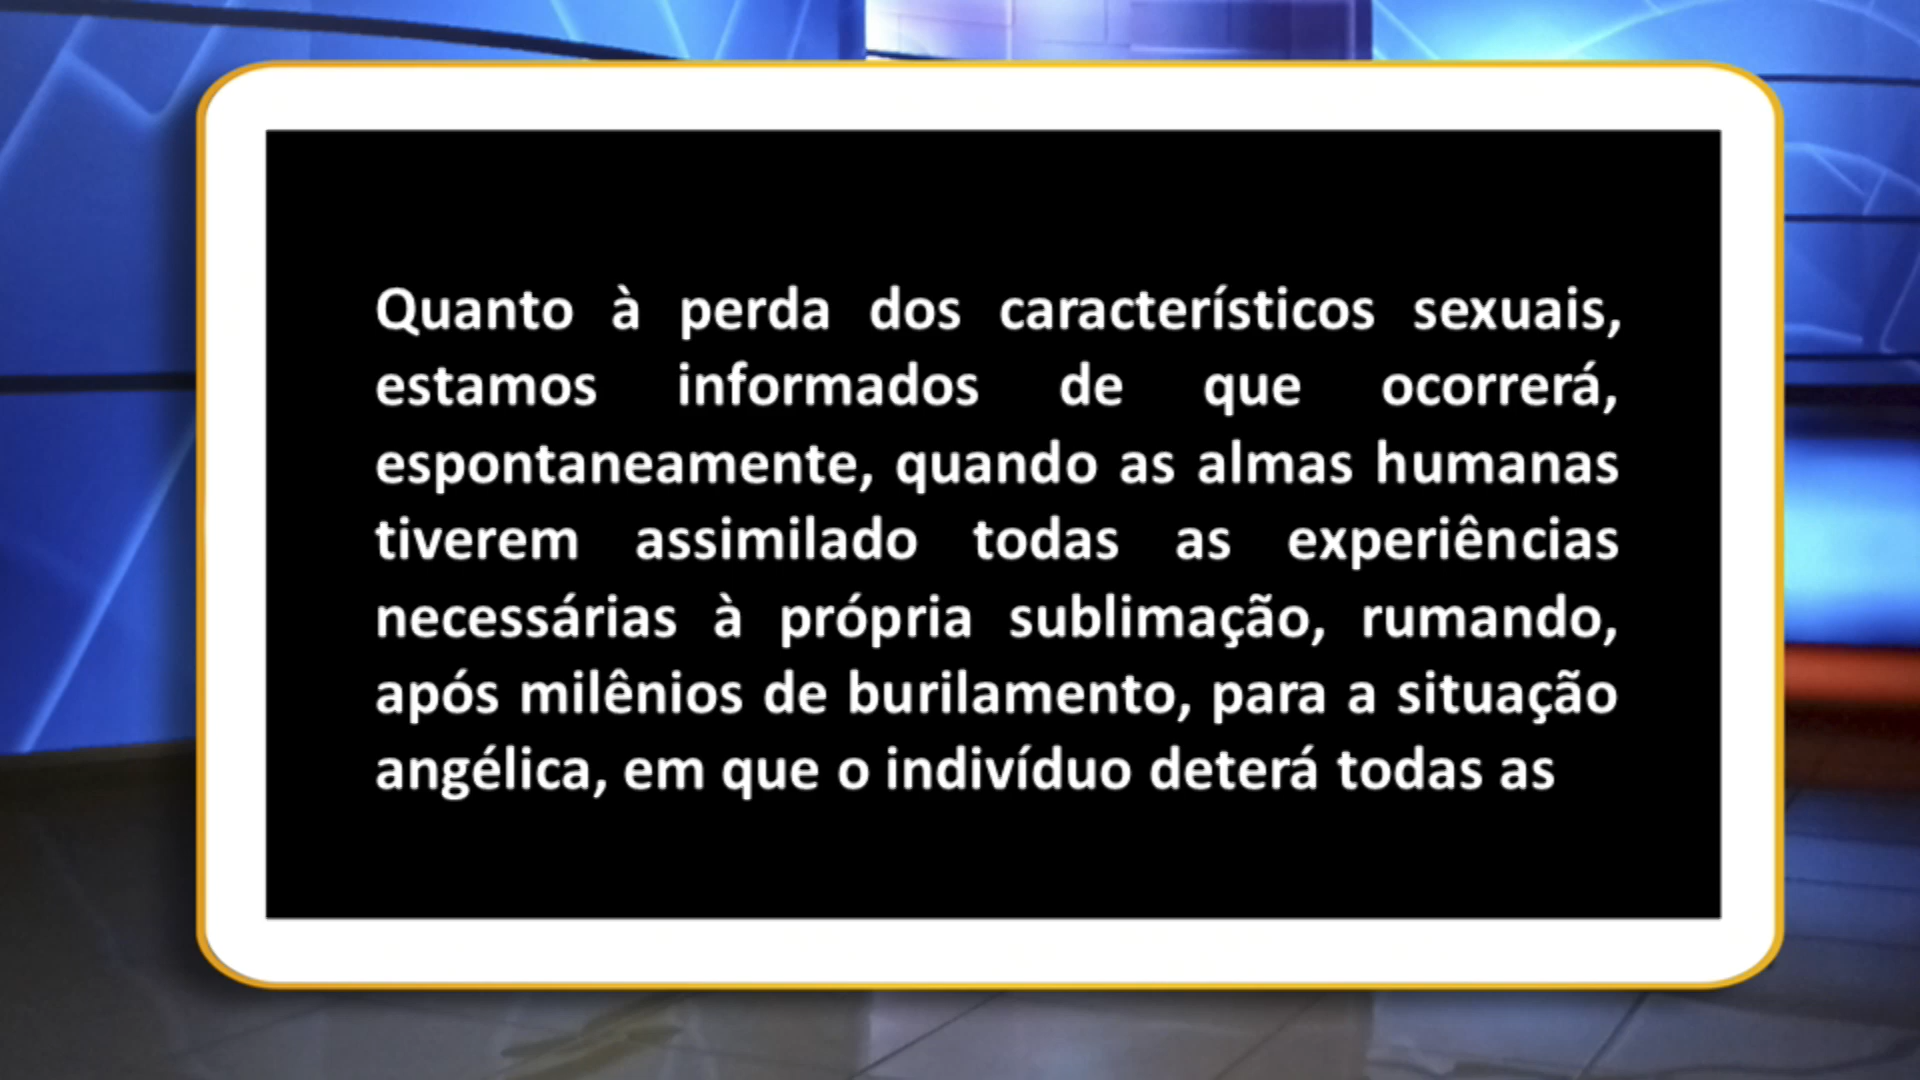 Quanto à perda dos característicos sexuais,
estamos informados de que ocorrerá,
espontaneamente, quando as almas humanas
tiverem assimilado todas as experiências
necessárias à própria sublimação, rumando,
após milênios de burilamento, para a situação
angélica, em que o indivíduo deterá todas as